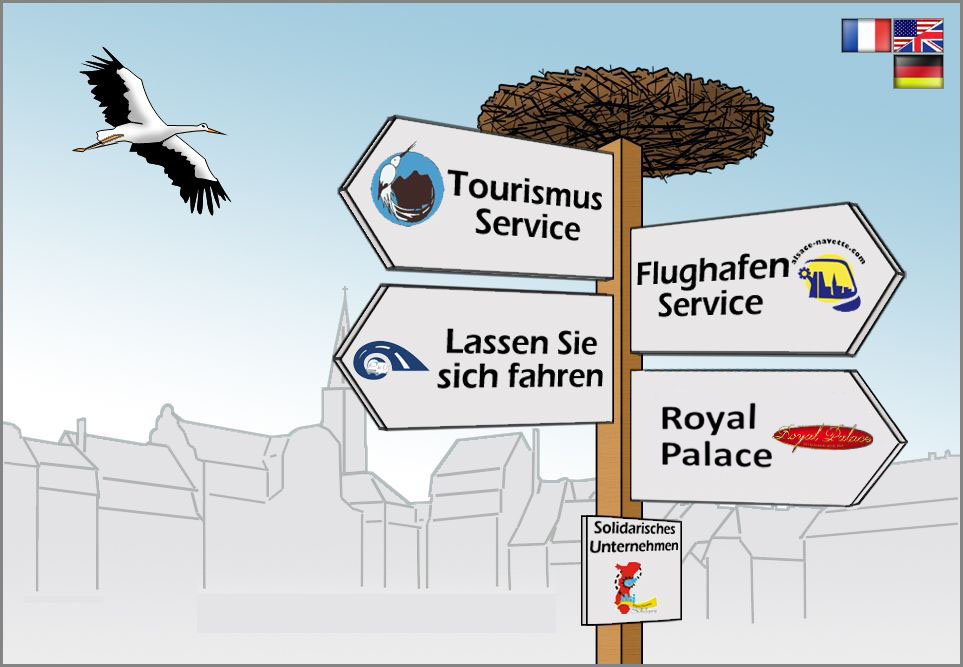 Tourismus
Service
alsace-navette.com
Flughafen
Service
Lassen Sie
sich fahren
Royal
Palace
Royal Palace
Solidarisches
Unternehmen